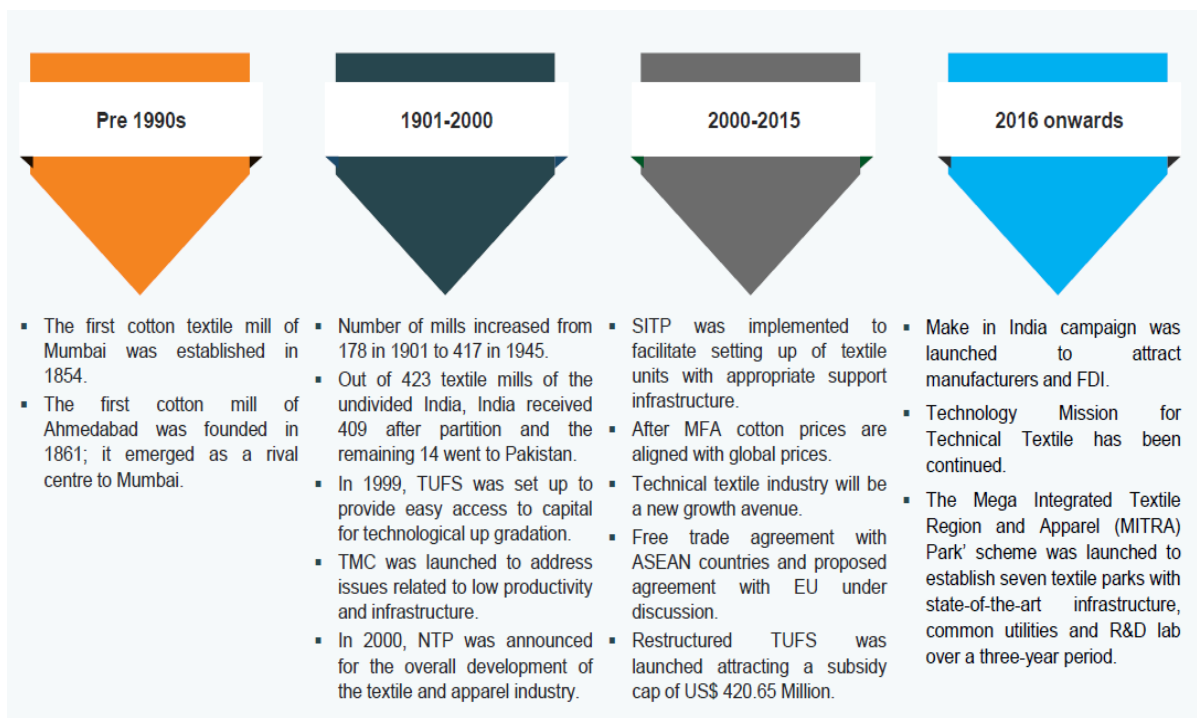 Pre 1990s
▪ The first cotton textile mill of
Mumbai was established in
1854.
▪ The first cotton mill of
Ahmedabad was founded in
1861; it emerged as a rival
centre to Mumbai.
1901-2000
▪ Number of mills increased from
178 in 1901 to 417 in 1945.
▪ Out of 423 textile mills of the
undivided India, India received
409 after partition and the
remaining 14 went to Pakistan.
▪ In 1999, TUFS was set up to
provide easy access to capital
for technological up gradation.
▪ TMC was launched to address
issues related to low productivity
and infrastructure.
▪ In 2000, NTP was announced
for the overall development of
the textile and apparel industry.
2000-2015
▪ SITP was implemented to
facilitate setting up of textile
units with appropriate support
infrastructure.
▪ After MFA cotton prices are
aligned with global prices.
▪ Technical textile industry will be
a new growth avenue.
▪ Free trade agreement with
ASEAN countries and proposed
agreement with EU under
discussion.
▪ Restructured TUFS was
launched attracting a subsidy
cap of US$ 420.65 Million.
2016 onwards
▪ Make in India campaign was
launched to attract
manufacturers and FDI.
▪ Technology Mission for
Technical Textile has been
continued.
▪ The Mega Integrated Textile
Region and Apparel (MITRA)
Park' scheme was launched to
establish seven textile parks with
state-of-the-art infrastructure,
common utilities and R&D lab
over a three-year period.